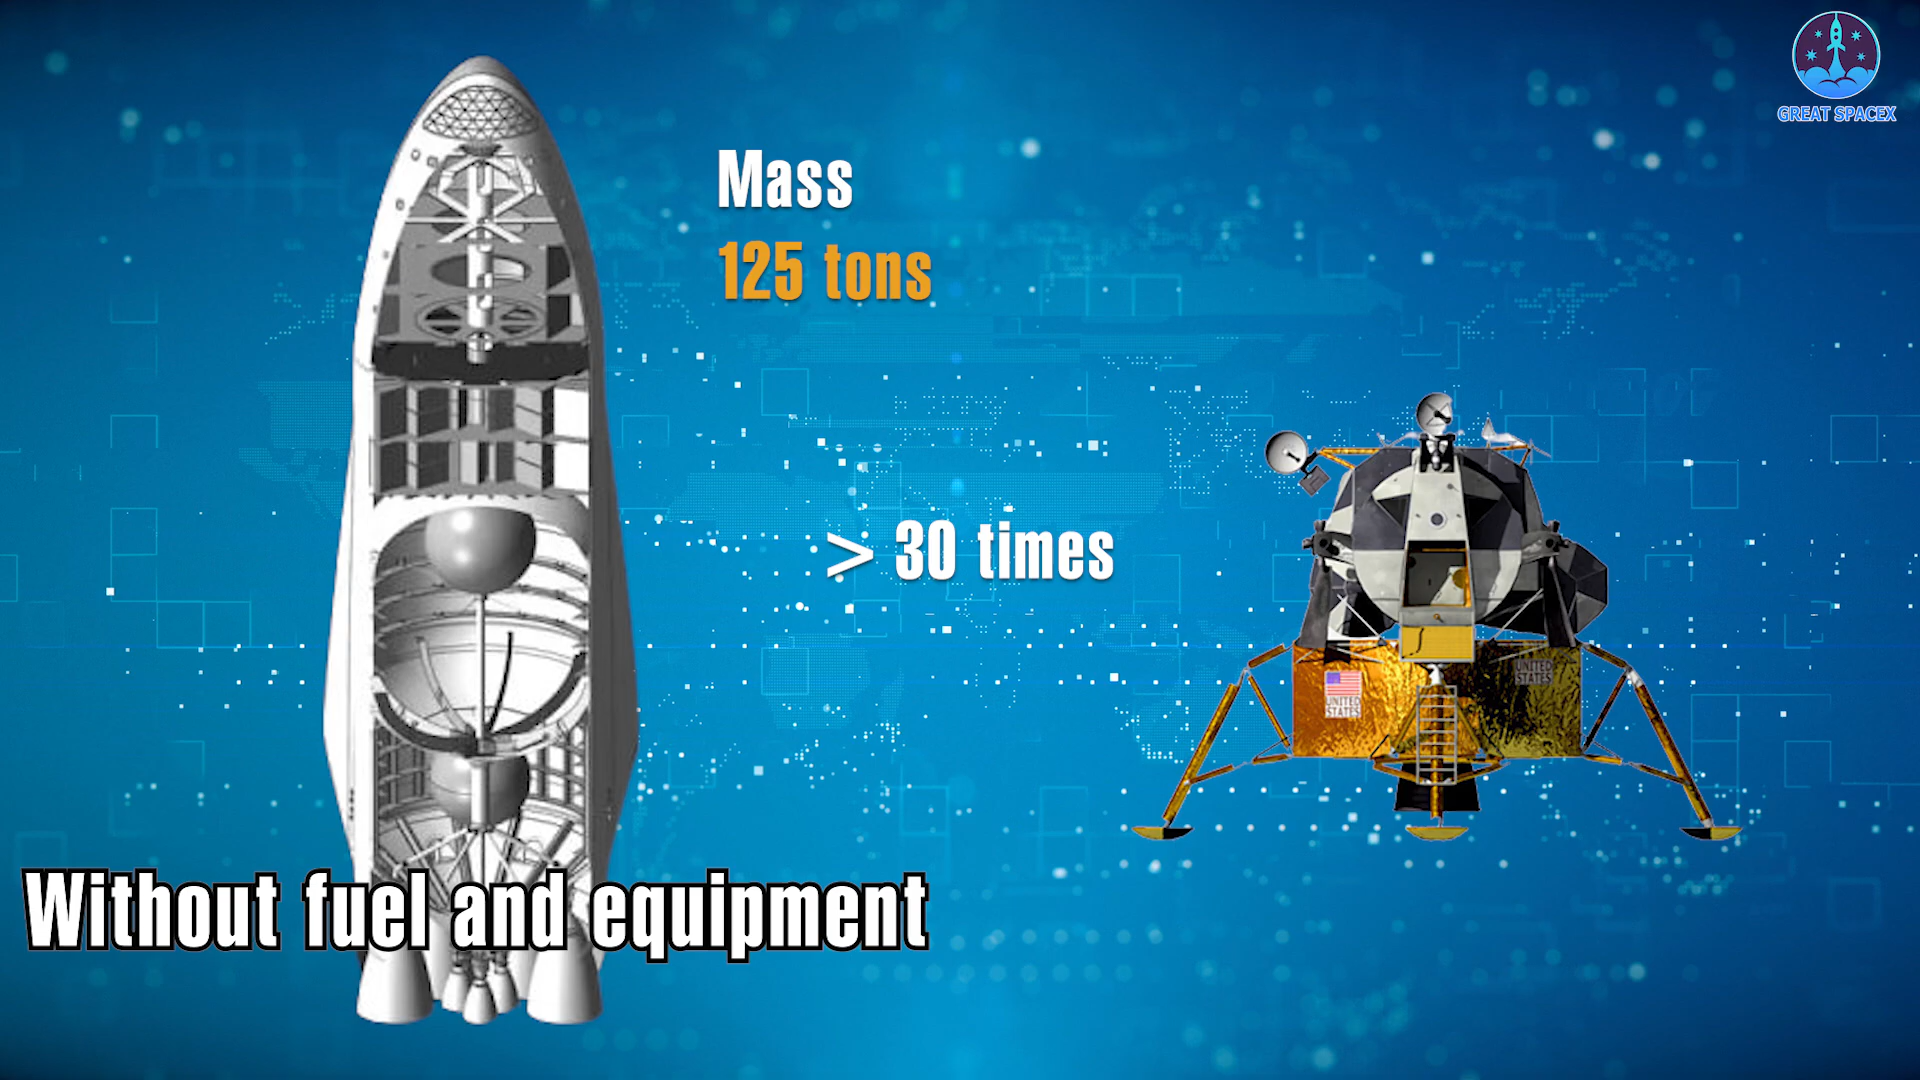 GREAT SPACEX
Mass
125 tons
> 30 times
UNITED
STATES
UNITED
STATES
Without fuel and equipment